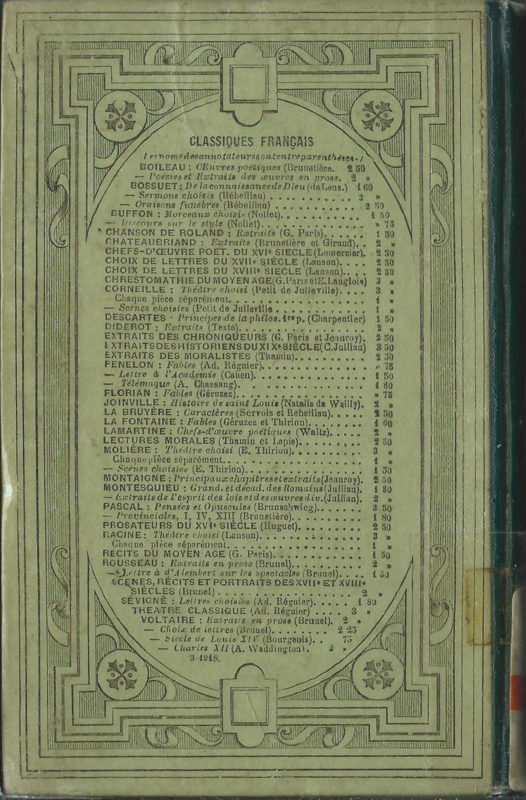 CLASSIQUES FRANÇAIS
(Les noms des annotateurs sont entre parenthèses.)
BOILEAU : Œuvres poétiques (Brunetière. 2 50
— Poésies et Extraits des œuvres en prose. 2 »
BOSSUET : De la connaissance de Dieu (de Lens.) 1 60
— Sermons choisis (Rébelliau) 3
— Oraisons funèbres (Rébelliau) 2 50
BUFFON : Morceaux choisis (Nollet). 1 50
— Discours sur le style (Nollet). » 75
CHANSON DE ROLAND : Extraits (G. Paris). 1 50
CHATEAUBRIAND : Extraits (Brunetière et Giraud). 2 »
CHEFS-D'ŒUVRE POET. DU XVIe SIÈCLE (Lemercier). 2 50
CHOIX DE LETTRES DU XVIIe SIÈCLE (Lanson). 2 50
CHOIX DE LETTRES DU XVIIIe SIECLE (Lanson). 2 50
CHRESTOMATHIE DU MOYEN AGE (G. Paris et E. Langlois) 3 »
CORNEILLE : Théâtre choisi (Petit de Julleville). 3 »
Chaque pièce séparément. 1 »
— Scènes choisies (Petit de Julleville 1 »
DESCARTES : Principes de la philos. 1re p. (Charpentier) 1 50
DIDEROT : Extraits (Texte). 2 »
EXTRAITS DES CHRONIQUEURS (G. Paris et Jeanroy). 2 50
EXTRAITS DES HISTORIENS DU XIXe SIÈCLE (C. Jullian) 3 50
EXTRAITS DES MORALISTES (Thamin). 2 50
FENELON : Fables (Ad. Régnier). » 75
— Lettre à l'Académie (Cahen). 1 50
— Télémaque (A. Chassang). 1 80
FLORIAN : Fables (Géruzez). » 75
JOINVILLE : Histoire de saint Louis (Natalis de Wailly). 2 »
LA BRUYÈRE : Caractères (Servois et Rébelliau). 2 50
LA FONTAINE : Fables (Géruzez et Thirion). 1 60
LAMARTINE : Chefs-d'œuvre poétiques (Waltz). 2 »
LECTURES MORALES (Thamin et Lapie). 2 50
MOLIÈRE : Théâtre choisi (E. Thirion). 3 »
Chaque pièce séparément. 1 »
— Scènes choisies (E. Thirion). 1 50
MONTAIGNE : Principaux chapitres et extraits (Jeanroy). 2 50
MONTESQUIEU : Grand. et décad. des Romains (Jullian). 1 80
— Extraits de l'esprit des lois et des œuvres div. (Jullian). 2 »
PASCAL : Pensées et Opuscules (Brunschwicg). 3 50
— Provinciales, I, IV, XIII (Brunetière). 1 80
PROSATEURS DU XVIe SIÈCLE (Huguet). 2 50
RACINE : Théâtre choisi (Lanson). 3 »
Chaque pièce séparément. 1 »
RECITS DU MOYEN AGE (G. Paris). 1 50
ROUSSEAU : Extraits en prose (Brunel). 2 »
— Lettre à d'Alembert sur les spectacles (Brunel). 1 50
SCÈNES, RÉCITS ET PORTRAITS DES XVIIe ET XVIIIe
SIÈCLES (Brunel) 2 »
SÉVIGNÉ : Lettres choisies (Ad. Régnier). 1 80
THEATRE CLASSIQUE (Ad. Régnier) 3 »
VOLTAIRE : Extraits en prose (Brunel). 2 »
— Choix de lettres (Brunel). 2 25
— Siècle de Louis XIV (Bourgeois). 75
— Charles XII (A. Waddington). 2 »
3-1918.